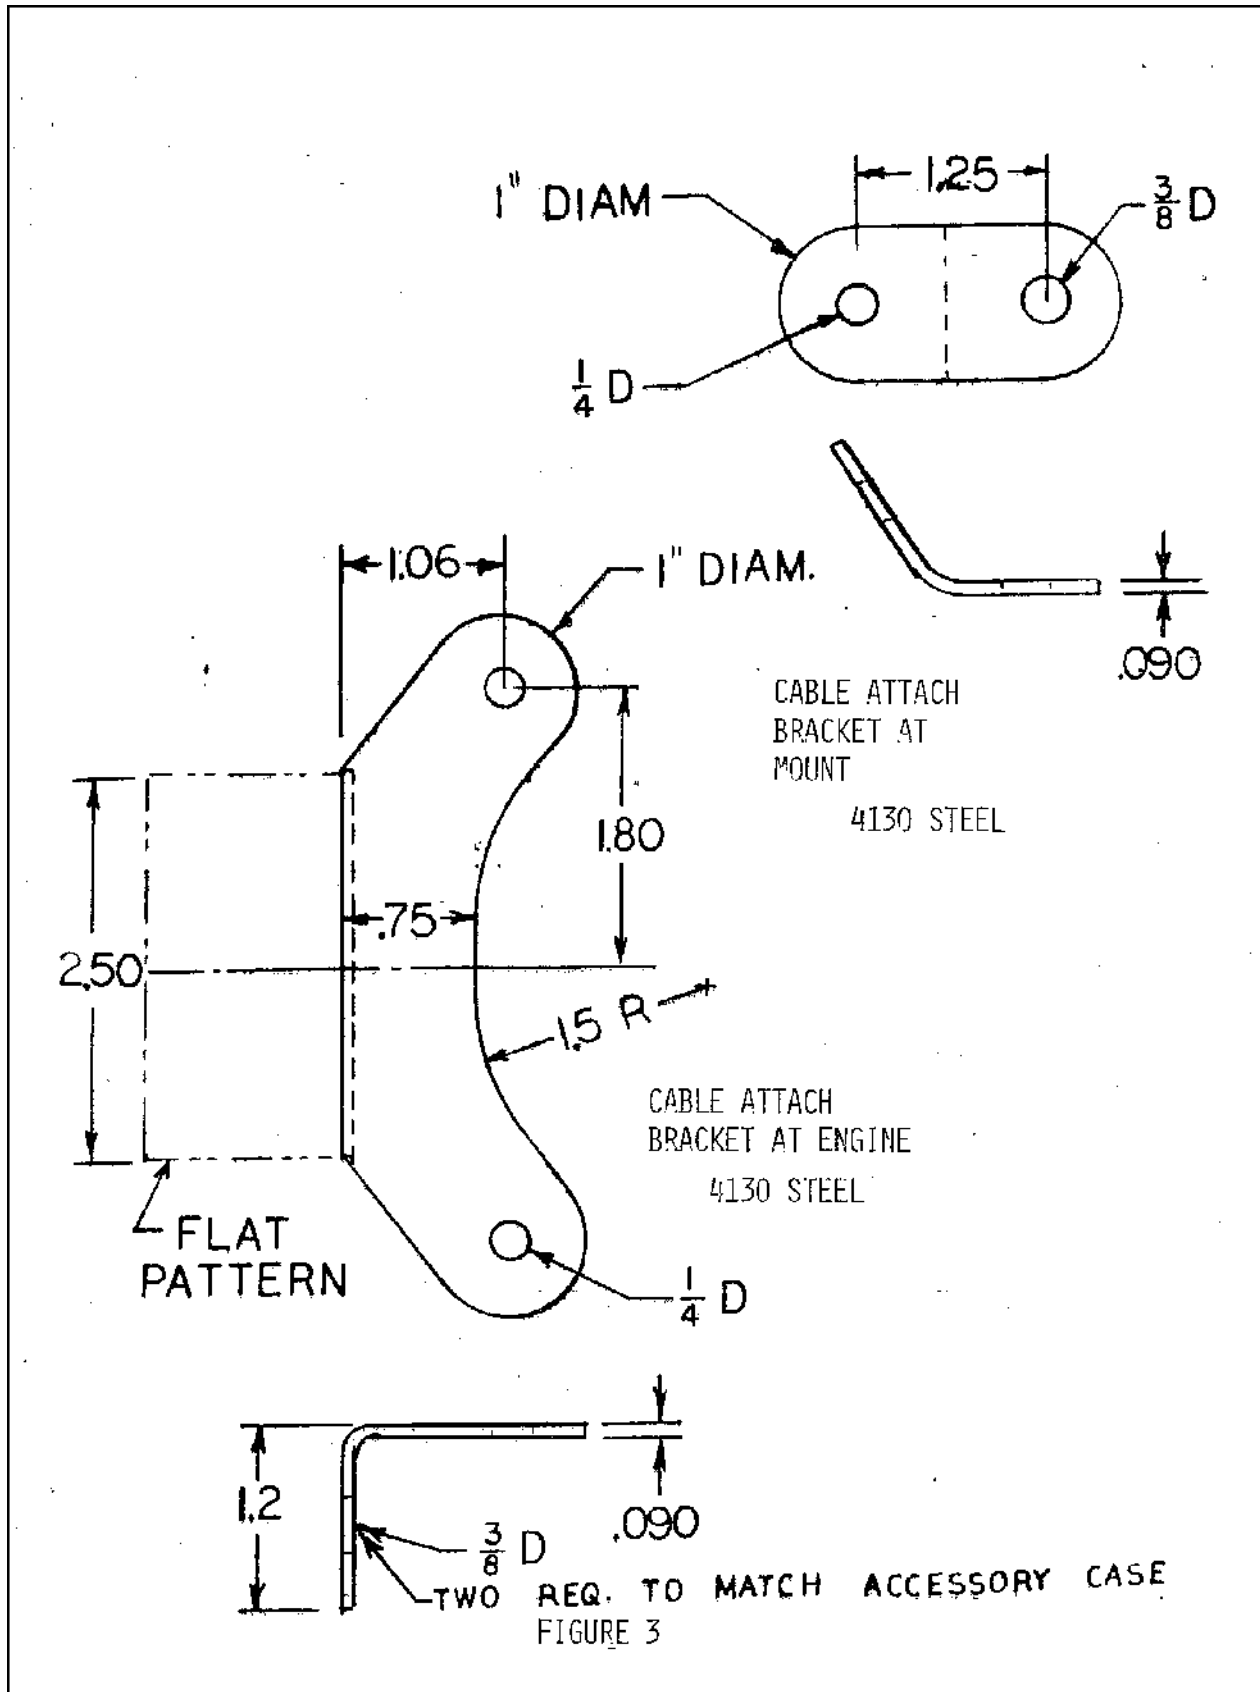 1.25
1" DIAM
3/8 D
1/4 D
1.06
1" DIAM.
.090
CABLE ATTACH
BRACKET AT
MOUNT
4130 STEEL
1.80
.75
2.50
1.5 R
CABLE ATTACH
BRACKET AT ENGINE
4130 STEEL
FLAT
PATTERN
1/4 D
1.2
.090
3/8 D
TWO REQ. TO MATCH ACCESSORY CASE
FIGURE 3